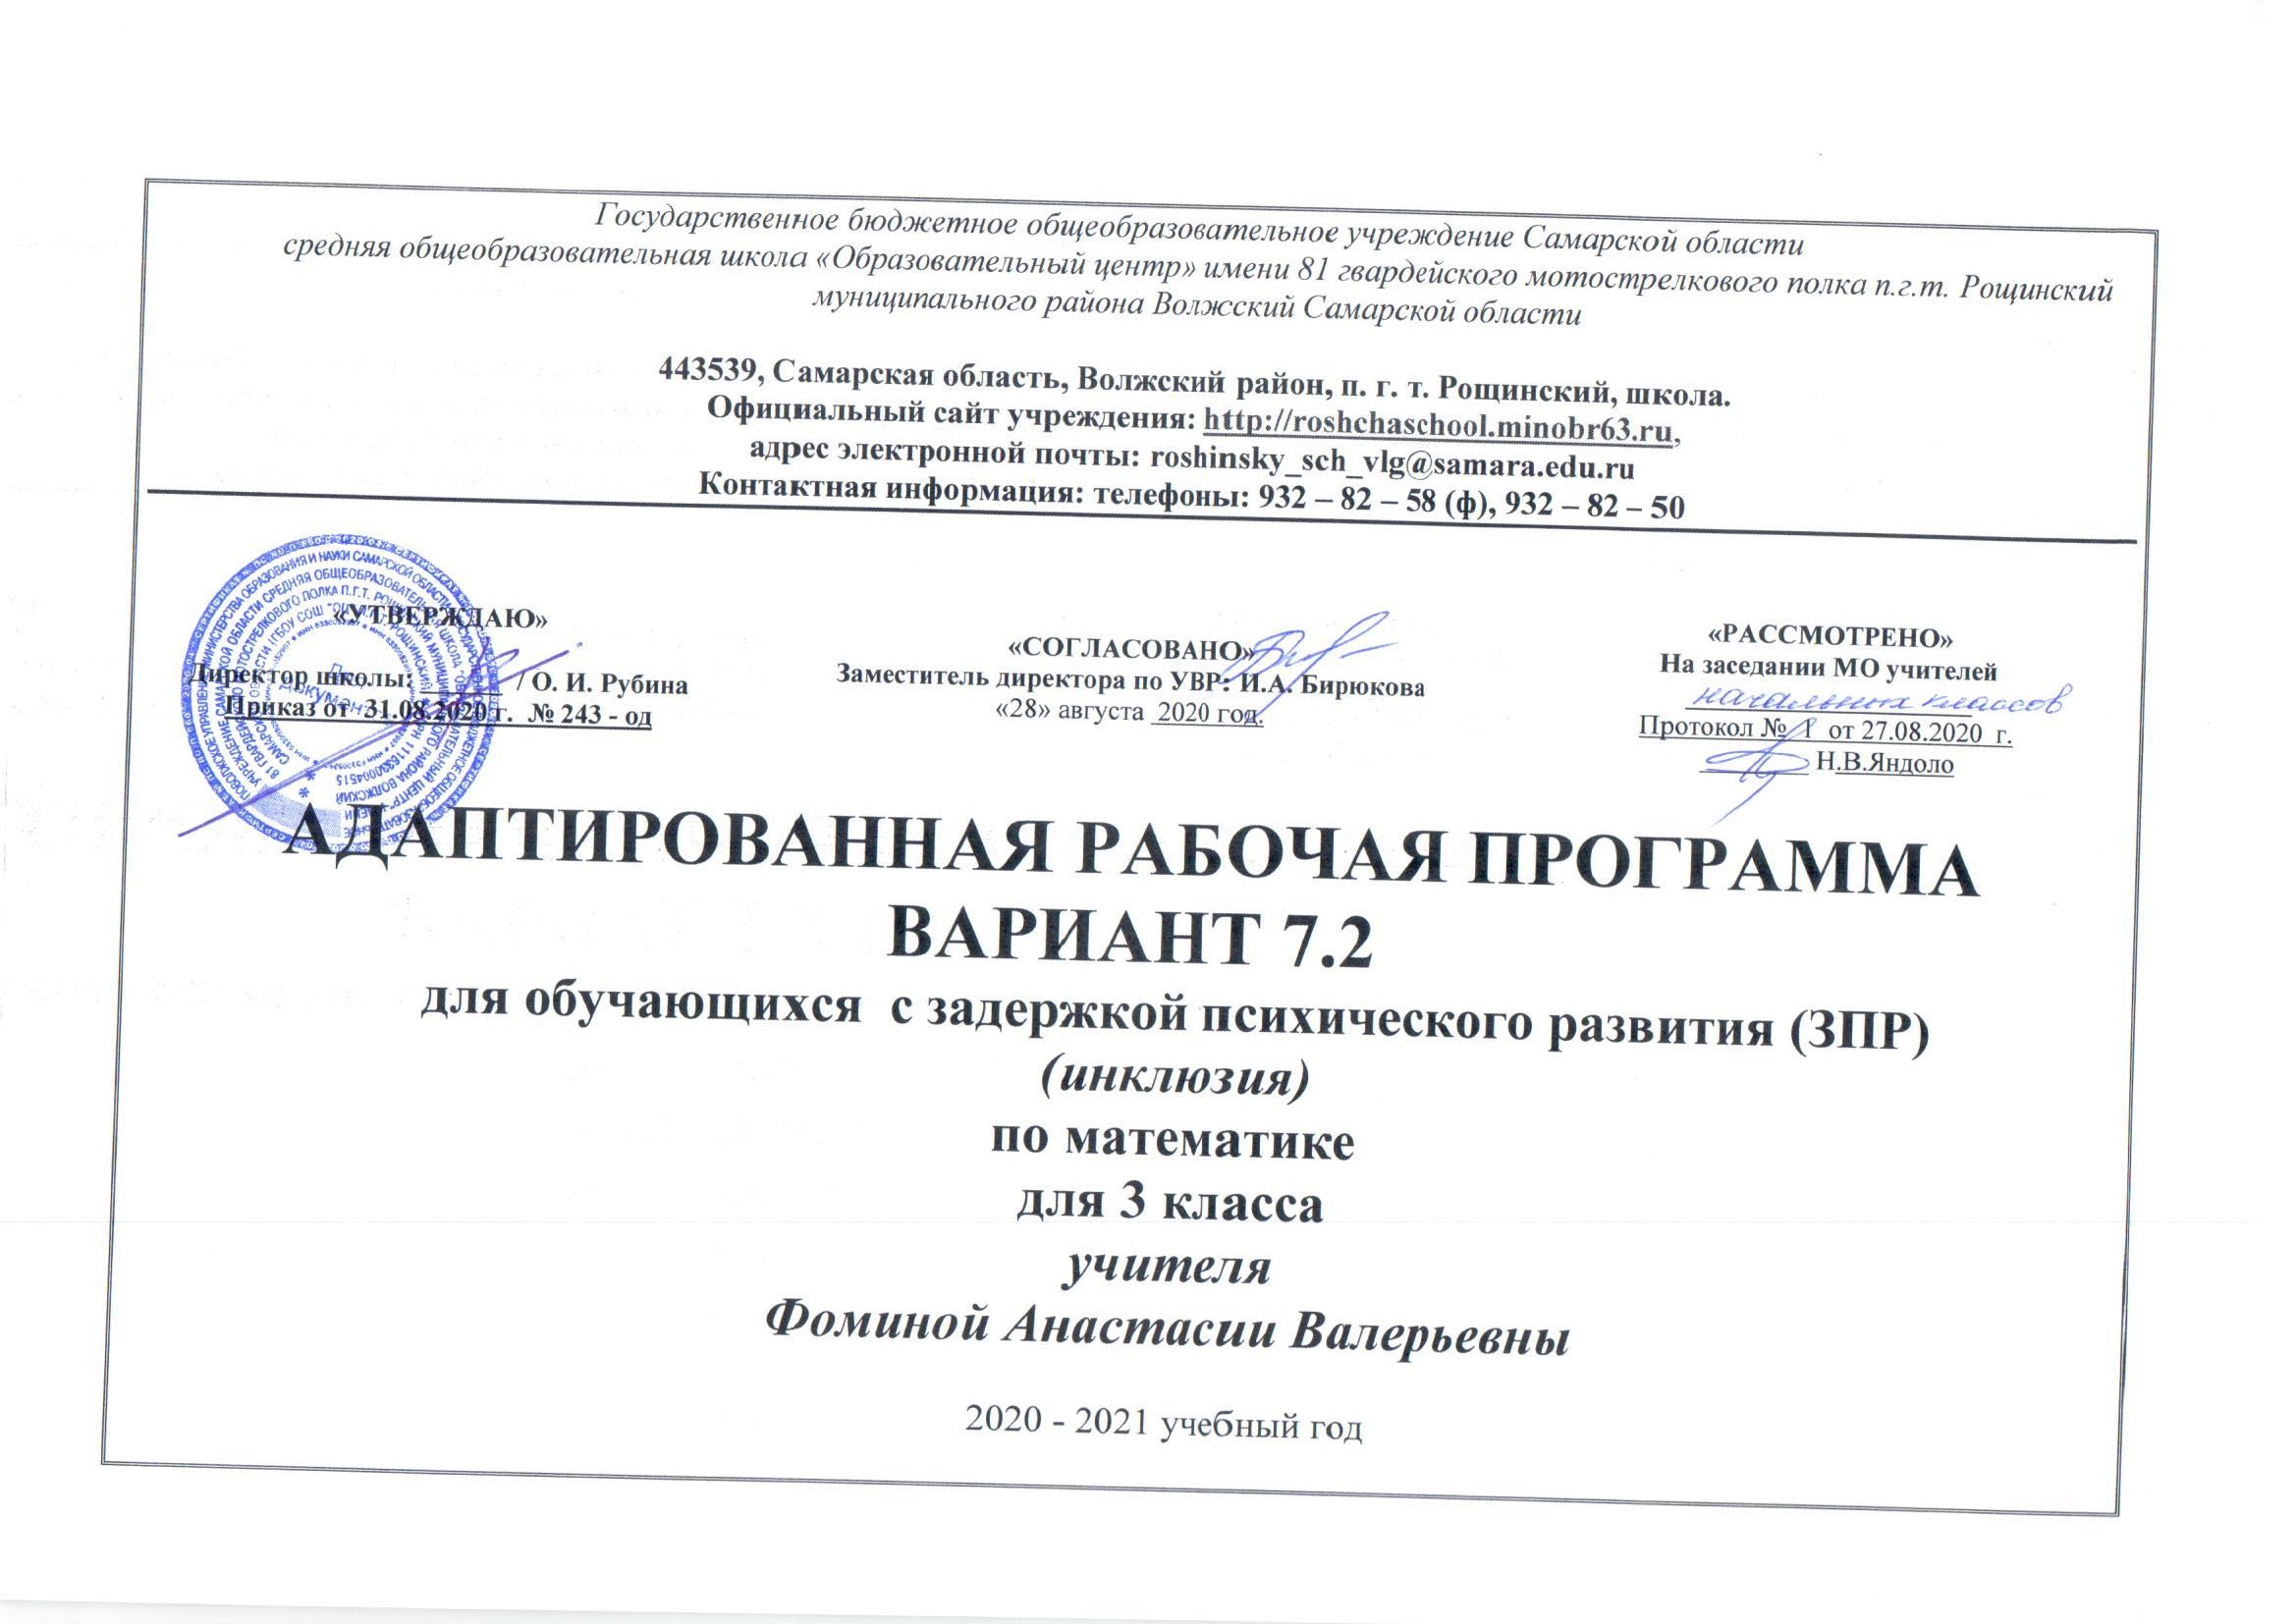 Государственное бюджетное общеобразовательное учреждение Самарской области
средняя общеобразовательная школа «Образовательный центр» имени 81 гвардейского мотострелкового полка п.г.т. Рощинский
муниципального района Волжсский Самарской области
443539, Самарская область, Волжский район, п. г. т. Рощинский, школа.
Официальный сайт учреждения: http://roshchaschool.minobr63.ru,
адрес электронной почты: roshinsky_sch_vlg@samara.edu.ru
Контактная информация: телефоны: 932 – 82 – 58 (ф), 932 – 82 – 50
«УТВЕРЖДАЮ»
Директор школы: ______ / О. И. Рубина
Приказ от 31.08.2020 г. № 243 - од
«СОГЛАСОВАНО»
Заместитель директора по УВР: И.А. Бирюкова
«28» августа 2020 год.
«РАССМОТРЕНО»
На заседании МО учителей
начальных классов
Протокол № 1 от 27.08.2020 г.
________ Н.В.Яндоло
АДАПТИРОВАННАЯ РАБОЧАЯ ПРОГРАММА
ВАРИАНТ 7.2
для обучающихся с задержкой психического развития (ЗПР)
(инклюзия)
по математике
для 3 класса
учителя
Фоминой Анастасии Валерьевны
2020 - 2021 учебный год